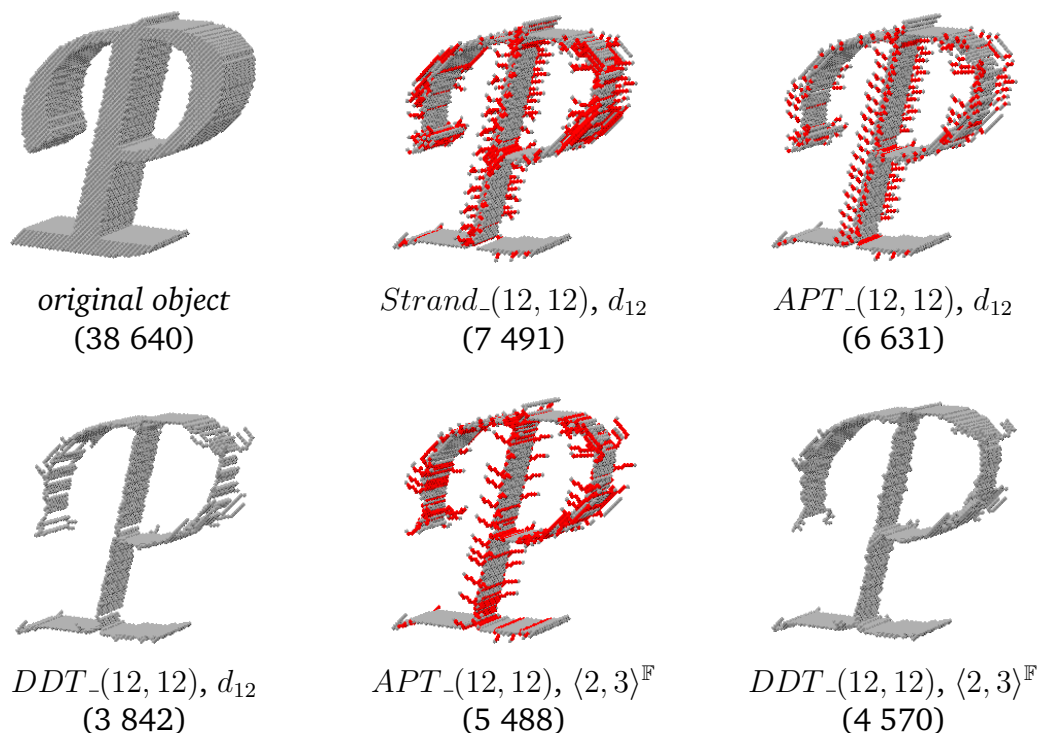 original object
(38 640)
Strand_(12, 12), d12
(7 491)
APT_(12, 12), d12
(6 631)
DDT_(12, 12), d12
(3 842)
APT_(12, 12), ⟨2, 3⟩𝔽
(5 488)
DDT_(12, 12), ⟨2, 3⟩𝔽
(4 570)